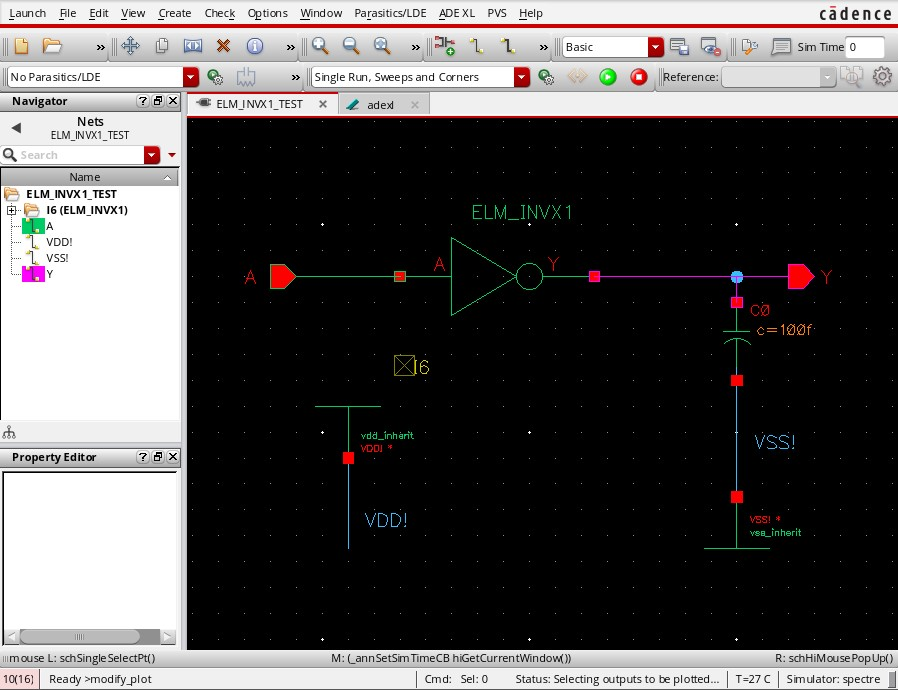 Launch File Edit View Create Check Options Window Parasitics/LDE ADE XL PVS Help
cādence
» » » » Basic Sim Time 0
No Parasitics/LDE » Single Run, Sweeps and Corners Reference:
Navigator
Nets
ELM_INVX1_TEST
Search
Name
ELM_INVX1_TEST
I6 (ELM_INVX1)
A
VDD!
VSS!
Y
Property Editor
ELM_INVX1_TEST adexl
ELM_INVX1
A A Y Y
C0
c=100f
I6
vdd_inherit
VDD! *
VDD!
VSS!
VSS! *
vss_inherit
mouse L: schSingleSelectPt() M: (_annSetSimTimeCB hiGetCurrentWindow()) R: schHiMousePopUp()
10(16) Ready >modify_plot Cmd: Sel: 0 Status: Selecting outputs to be plotted... T=27 C Simulator: spectre